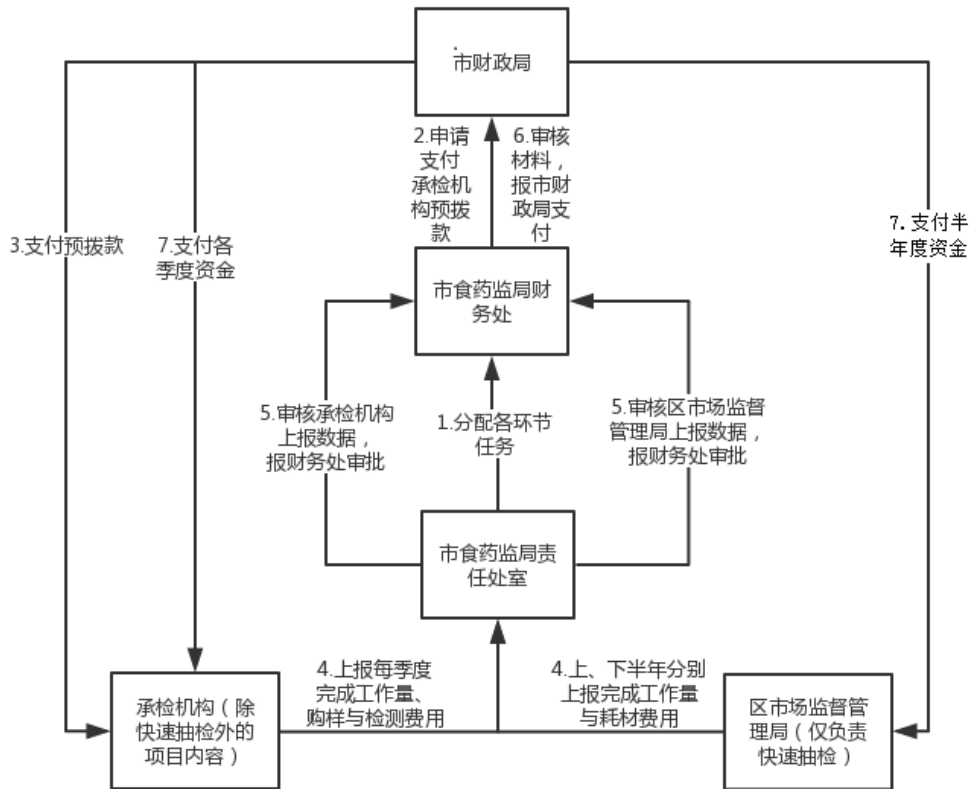 市财政局
2.申请
支付
承检机
构预拨
款
6.审核
材料，
报市财
政局支
付
3.支付预拨款
7.支付各
季度资金
7.支付半
年度资金
市食药监局财
务处
5.审核承检机构
上报数据，
报财务处审批
1.分配各环节
任务
5.审核区市场监督
管理局上报数据，
报财务处审批
市食药监局责
任处室
4.上报每季度
完成工作量、
购样与检测费用
4.上、下半年分别
上报完成工作量
与耗材费用
承检机构（除
快速抽检外的
项目内容）
区市场监督管
理局（仅负责
快速抽检）